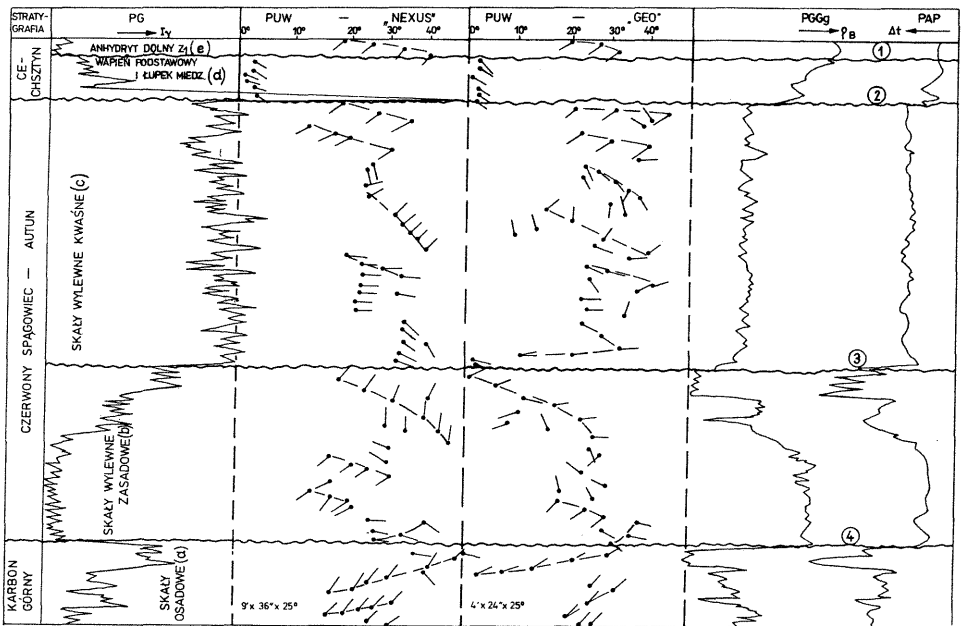 STRATY-
GRAFIA
PG
Iγ
PUW — „NEXUS"
0° 10° 20° 30° 40°
PUW — „GEO"
0° 10° 20° 30° 40°
PGGg
ρB
PAP
Δt
CE-
CHSZTYN
ANHYDRYT DOLNY Z1 (e)
WAPIEŃ PODSTAWOWY
I ŁUPEK MIEDZ. (d)
1
2
CZERWONY SPĄGOWIEC — AUTUN
SKAŁY WYLEWNE KWAŚNE (c)
3
SKAŁY WYLEWNE
ZASADOWE (b)
4
KARBON
GÓRNY
SKAŁY
OSADOWE (a)
9' x 36" x 25°
4' x 24" x 25°